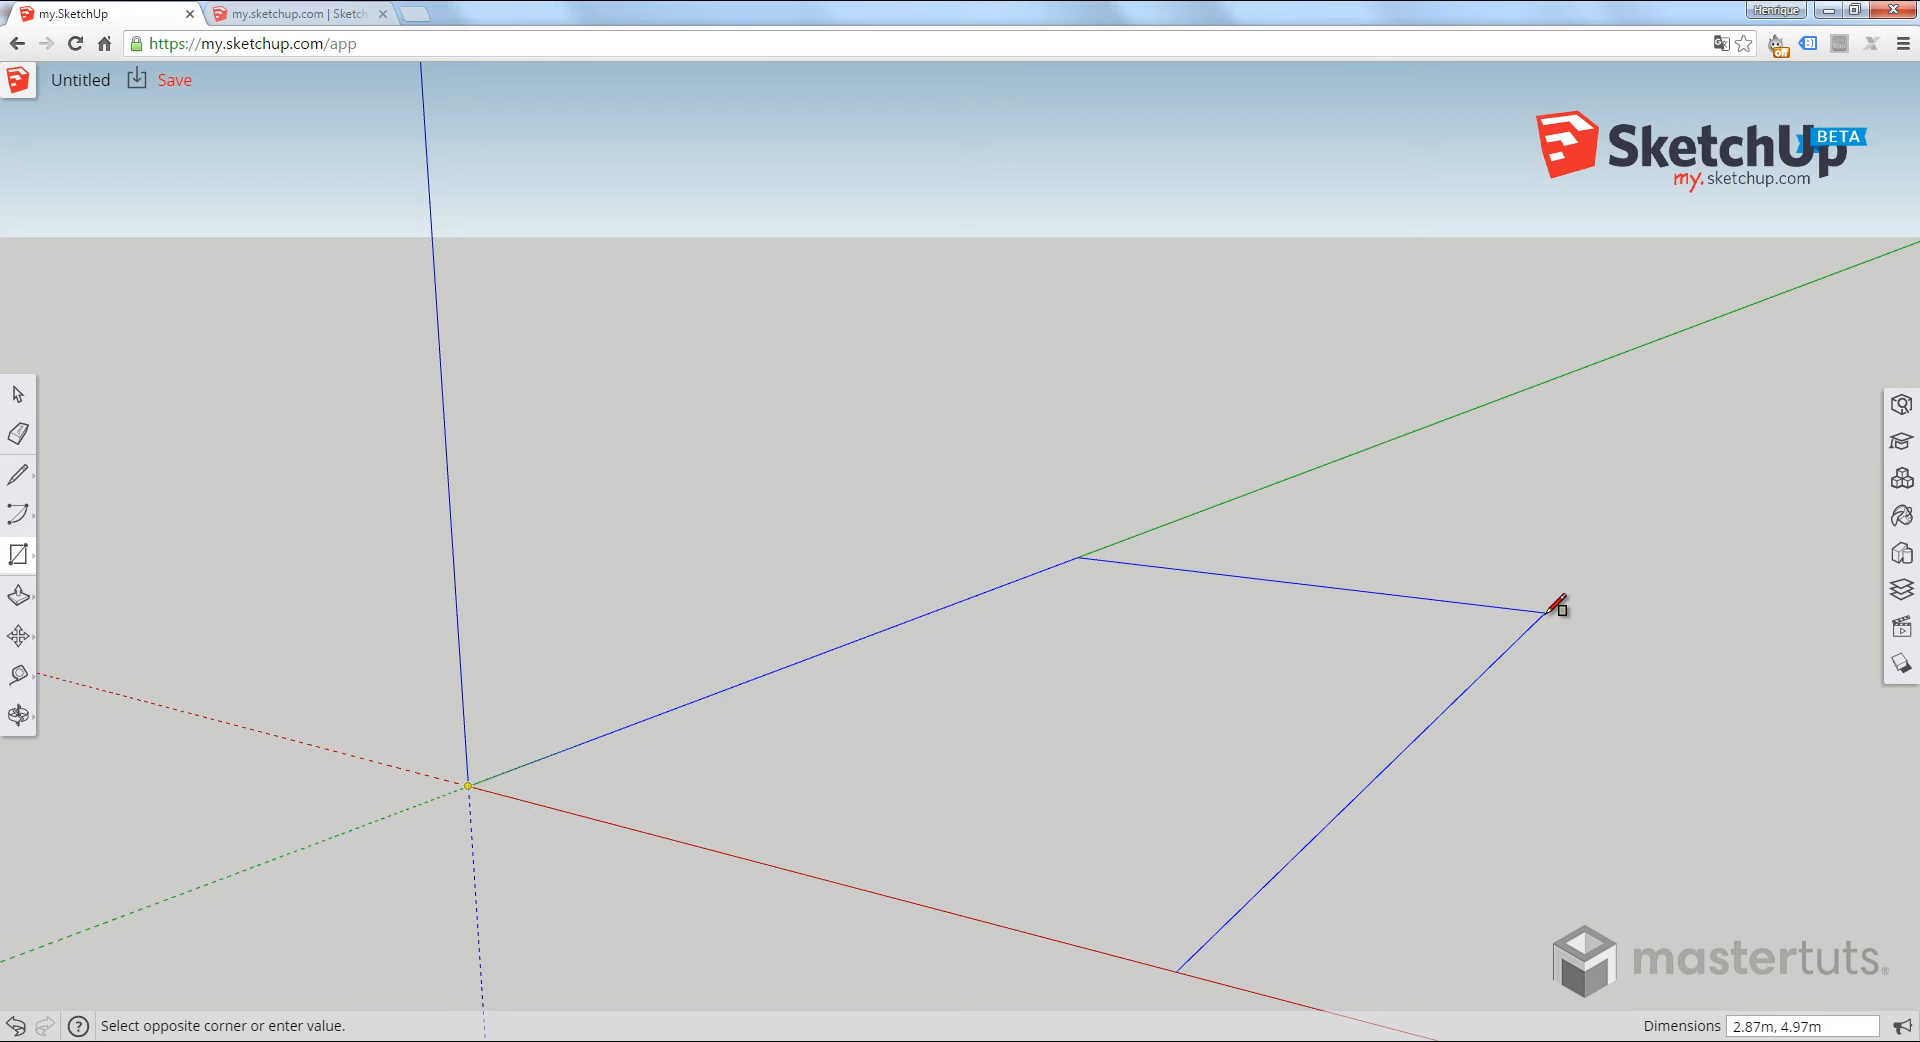 my.SketchUp
my.sketchup.com | Sketch
Henrique
https://my.sketchup.com/app
off
Untitled
Save
SketchUp
BETA
my.sketchup.com
Select opposite corner or enter value.
Dimensions
2.87m, 4.97m
mastertuts.®